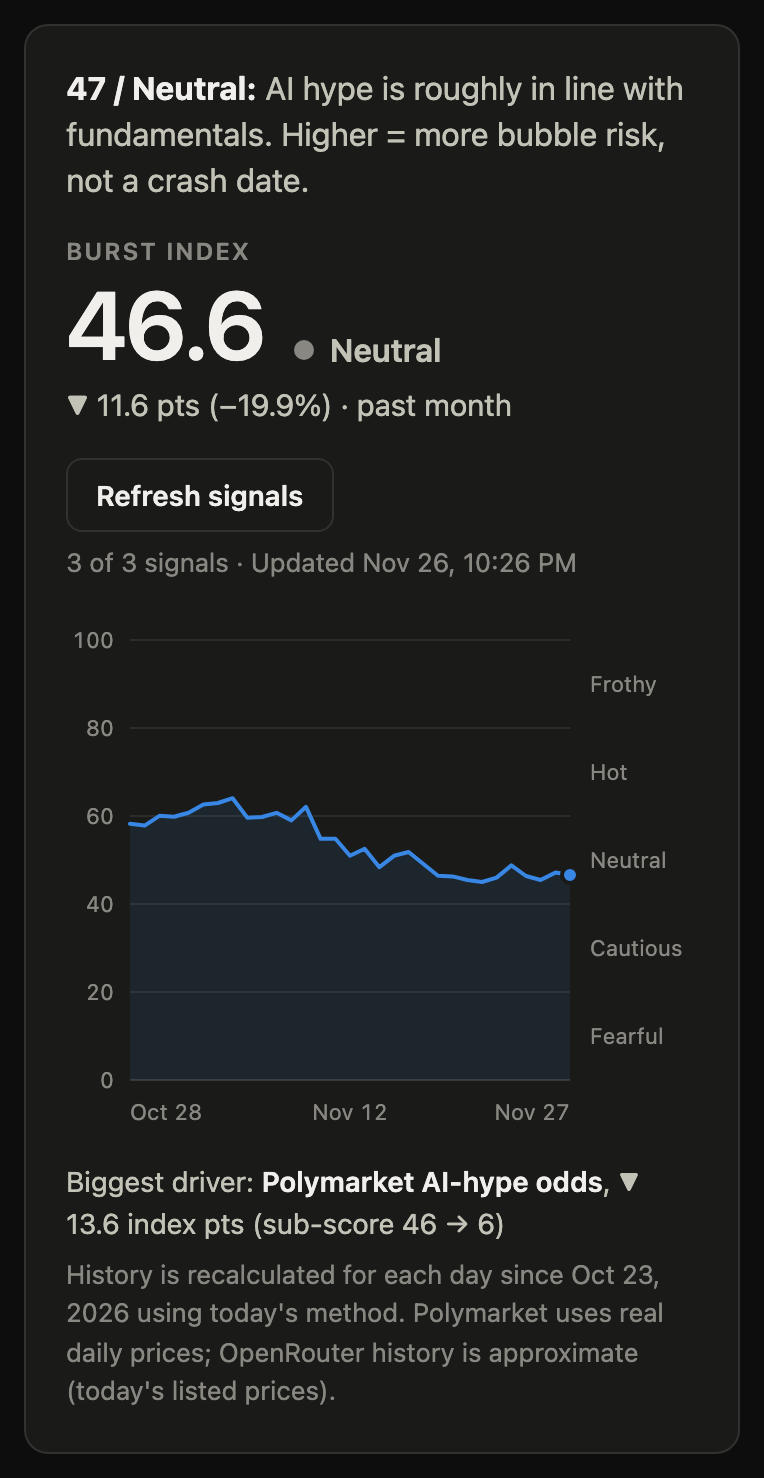 47 / Neutral: AI hype is roughly in line with
fundamentals. Higher = more bubble risk,
not a crash date.
BURST INDEX
46.6 ● Neutral
▼ 11.6 pts (−19.9%) · past month
Refresh signals
3 of 3 signals · Updated Nov 26, 10:26 PM
100
Frothy
80
Hot
60
Neutral
40
Cautious
20
Fearful
0
Oct 28 Nov 12 Nov 27
Biggest driver: Polymarket AI-hype odds, ▼
13.6 index pts (sub-score 46 → 6)
History is recalculated for each day since Oct 23,
2026 using today's method. Polymarket uses real
daily prices; OpenRouter history is approximate
(today's listed prices).